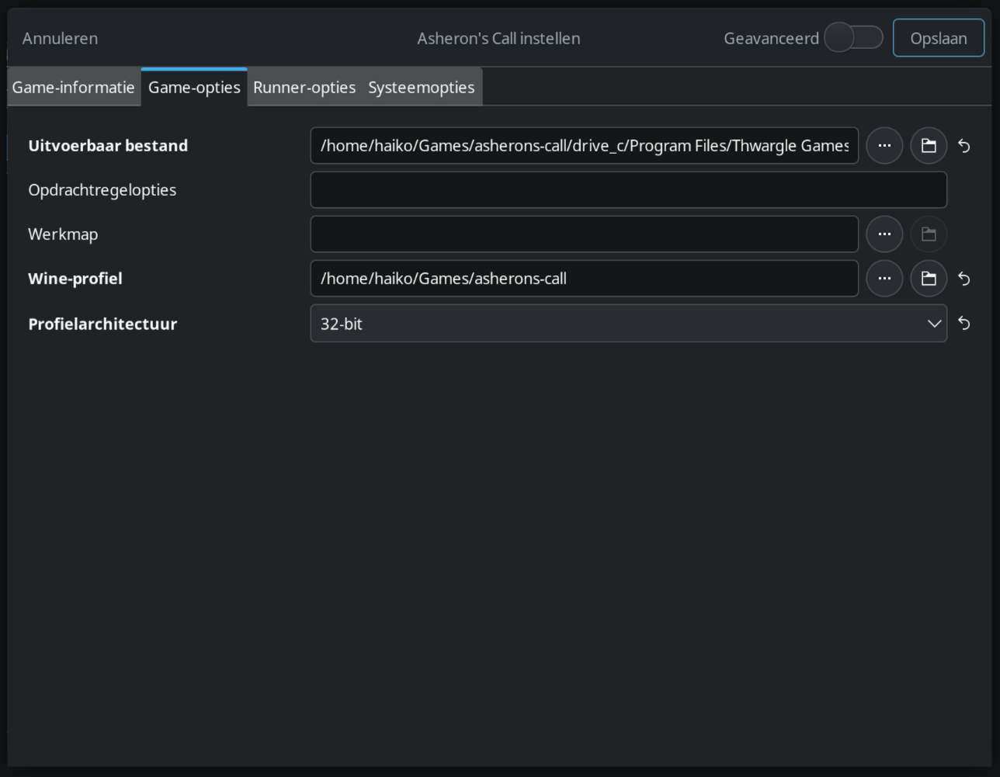 Annuleren Asheron's Call instellen Geavanceerd Opslaan
Game-informatie Game-opties Runner-opties Systeemopties
Uitvoerbaar bestand /home/haiko/Games/asherons-call/drive_c/Program Files/Thwargle Games
Opdrachtregelopties
Werkmap
Wine-profiel /home/haiko/Games/asherons-call
Profielarchitectuur 32-bit